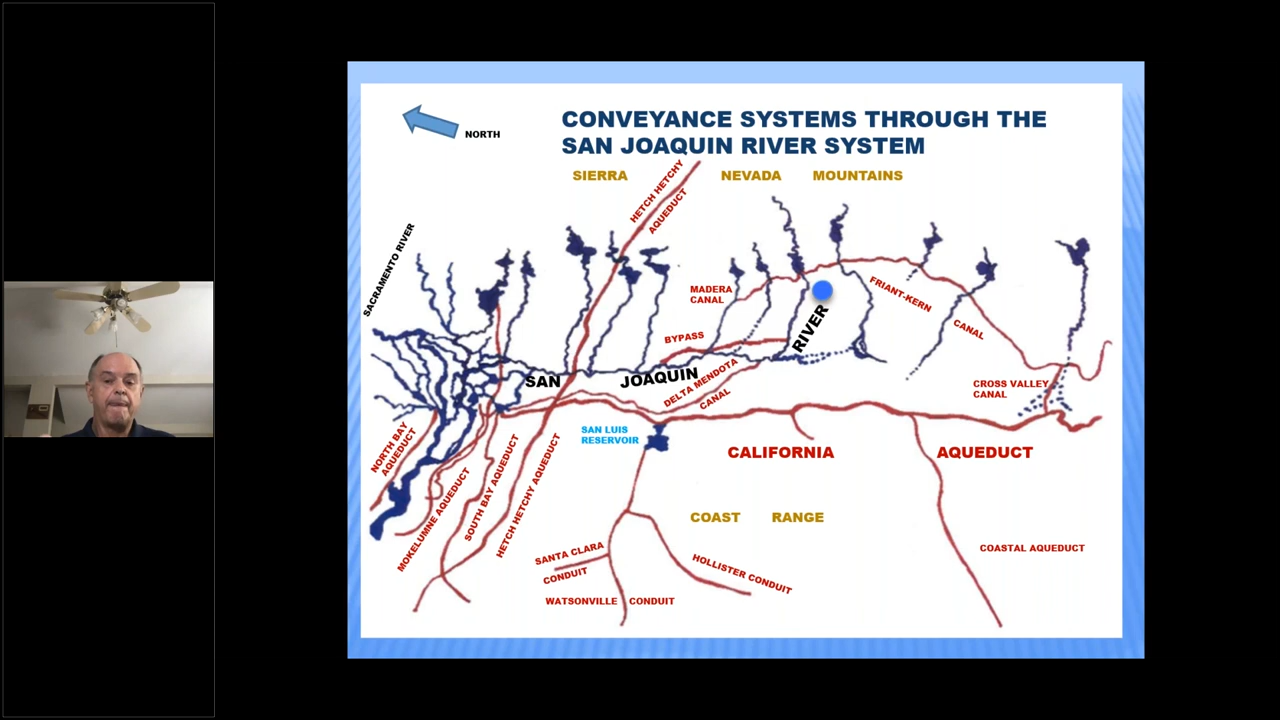 CONVEYANCE SYSTEMS THROUGH THE
SAN JOAQUIN RIVER SYSTEM
NORTH
SIERRA NEVADA MOUNTAINS
HETCH HETCHY
AQUEDUCT
SACRAMENTO RIVER
MADERA
CANAL
FRIANT-KERN
CANAL
BYPASS
SAN JOAQUIN RIVER
DELTA MENDOTA
CANAL
CROSS VALLEY
CANAL
SAN LUIS
RESERVOIR
CALIFORNIA AQUEDUCT
NORTH BAY
AQUEDUCT
MOKELUMNE AQUEDUCT
SOUTH BAY AQUEDUCT
HETCH HETCHY AQUEDUCT
COAST RANGE
COASTAL AQUEDUCT
SANTA CLARA
CONDUIT
HOLLISTER CONDUIT
WATSONVILLE CONDUIT